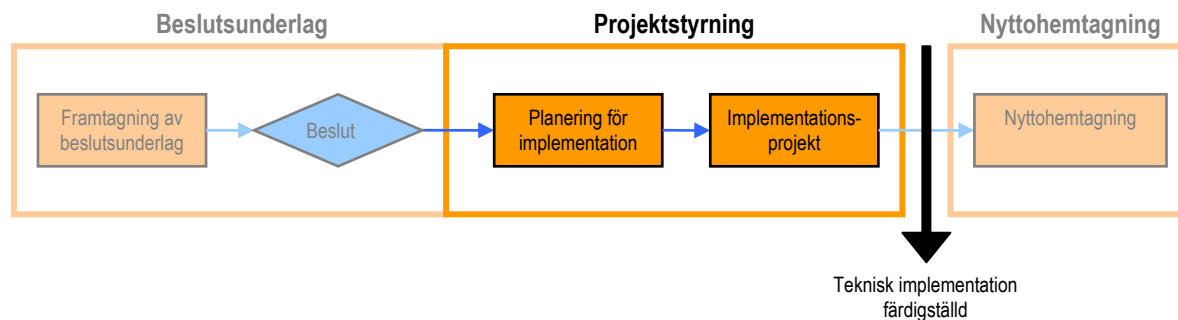 Beslutsunderlag
Projektstyrning
Nyttohemtagning
Framtagning av
beslutsunderlag
Beslut
Planering för
implementation
Implementations-
projekt
Nyttohemtagning
Teknisk implementation
färdigställd